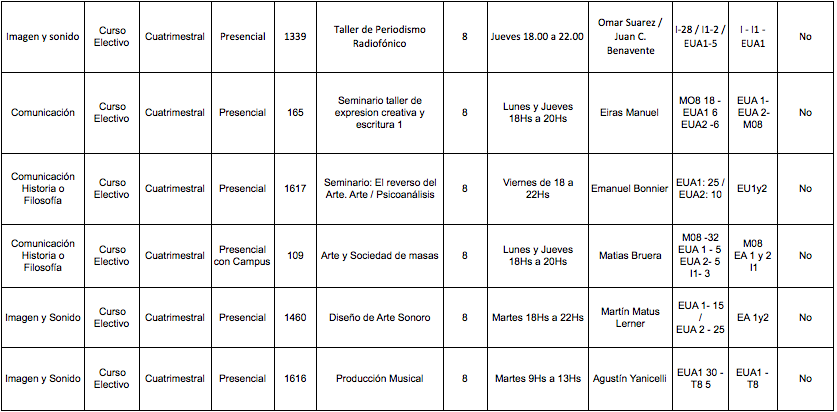 Imagen y sonido Curso Electivo Cuatrimestral Presencial 1339 Taller de Periodismo Radiofónico 8 Jueves 18.00 a 22.00 Omar Suarez / Juan C. Benavente I-28 / I1-2 / EUA1-5 I - I1 - EUA1 No
Comunicación Curso Electivo Cuatrimestral Presencial 165 Seminario taller de expresion creativa y escritura 1 8 Lunes y Jueves 18Hs a 20Hs Eiras Manuel MO8 18 - EUA1 6 EUA2 -6 EUA 1- EUA 2- M08 No
Comunicación Historia o Filosofía Curso Electivo Cuatrimestral Presencial 1617 Seminario: El reverso del Arte. Arte / Psicoanálisis 8 Viernes de 18 a 22Hs Emanuel Bonnier EUA1: 25 / EUA2: 10 EU1y2 No
Comunicación Historia o Filosofía Curso Electivo Cuatrimestral Presencial con Campus 109 Arte y Sociedad de masas 8 Lunes y Jueves 18Hs a 20Hs Matias Bruera M08 -32 EUA 1 - 5 EUA 2- 5 I1- 3 M08 EA 1 y 2 I1 No
Imagen y Sonido Curso Electivo Cuatrimestral Presencial 1460 Diseño de Arte Sonoro 8 Martes 18Hs a 22Hs Martín Matus Lerner EUA 1- 15 / EUA 2 - 25 EA 1y2 No
Imagen y Sonido Curso Electivo Cuatrimestral Presencial 1616 Producción Musical 8 Martes 9Hs a 13Hs Agustín Yanicelli EUA1 30 - T8 5 EUA1 - T8 No